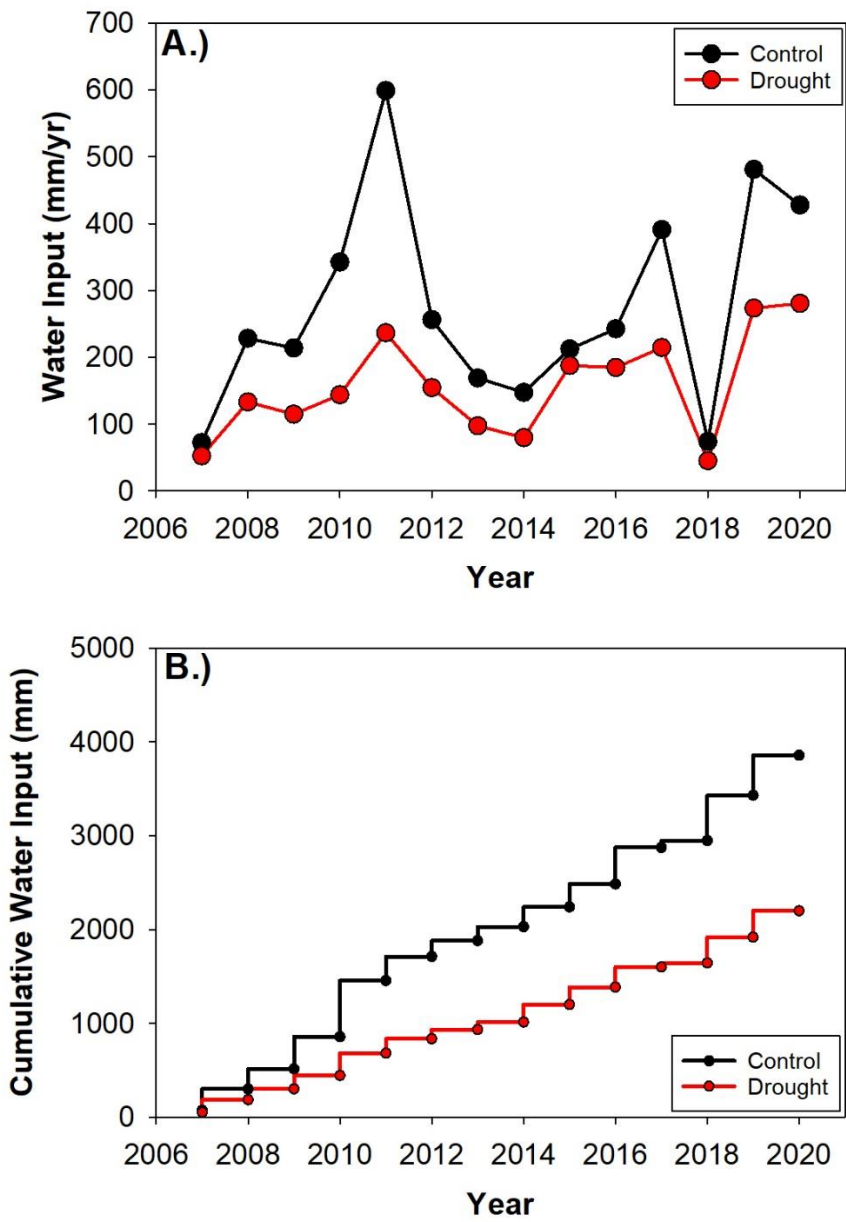 A.)
Control
Drought
Water Input (mm/yr)
700
600
500
400
300
200
100
0
2006 2008 2010 2012 2014 2016 2018 2020
Year
B.)
Cumulative Water Input (mm)
5000
4000
3000
2000
1000
0
Control
Drought
2006 2008 2010 2012 2014 2016 2018 2020
Year